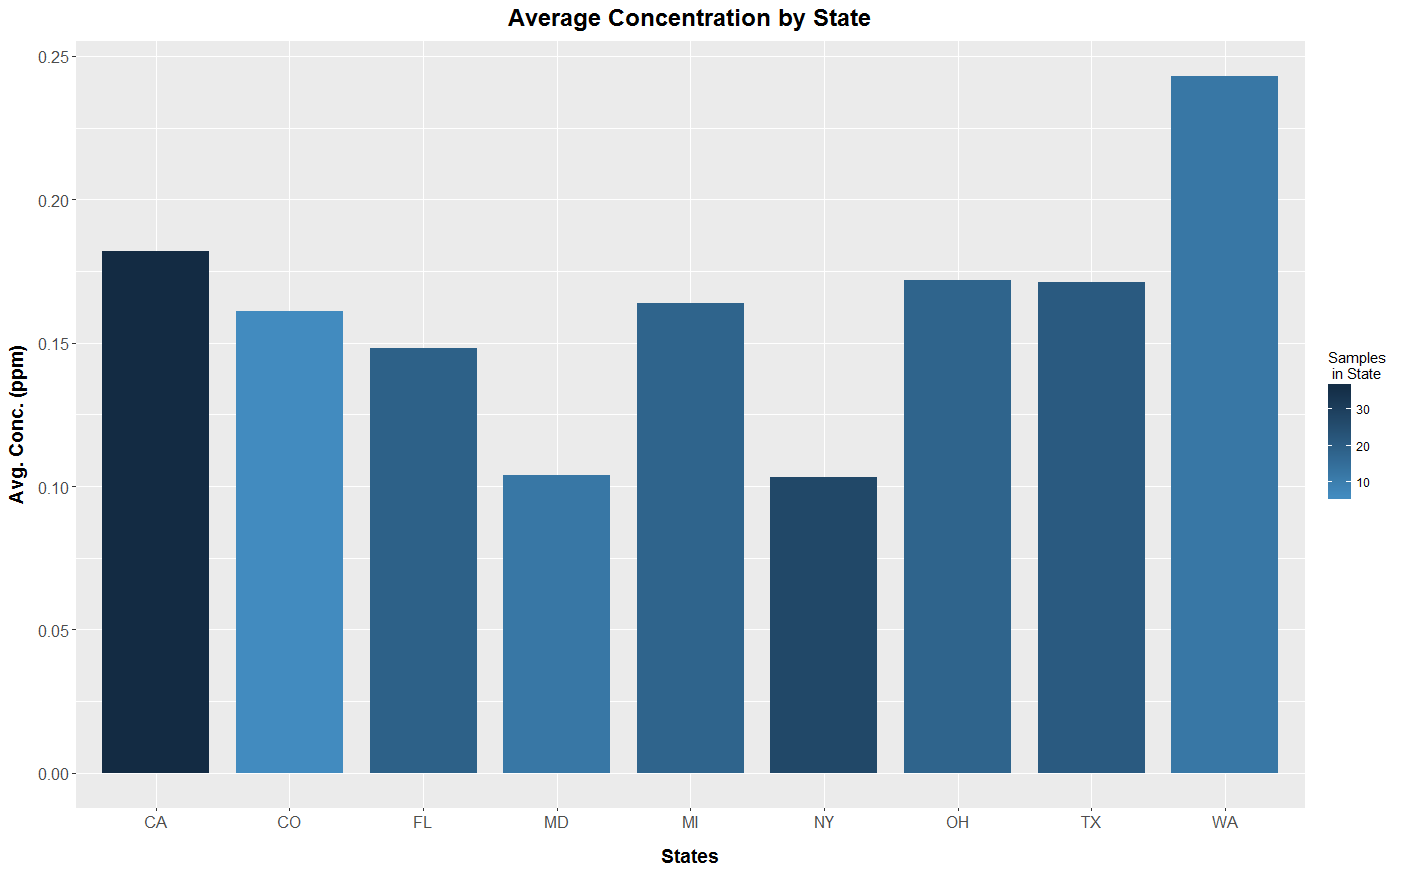 Average Concentration by State
Avg. Conc. (ppm)
0.25
0.20
0.15
0.10
0.05
0.00
CA CO FL MD MI NY OH TX WA
States
Samples
in State
30
20
10